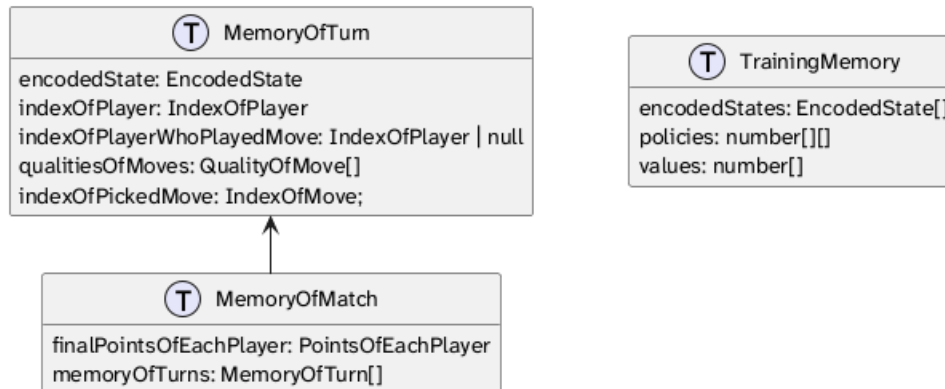 T MemoryOfTurn
encodedState: EncodedState
indexOfPlayer: IndexOfPlayer
indexOfPlayerWhoPlayedMove: IndexOfPlayer | null
qualitiesOfMoves: QualityOfMove[]
indexOfPickedMove: IndexOfMove;
T TrainingMemory
encodedStates: EncodedState[]
policies: number[][]
values: number[]
T MemoryOfMatch
finalPointsOfEachPlayer: PointsOfEachPlayer
memoryOfTurns: MemoryOfTurn[]